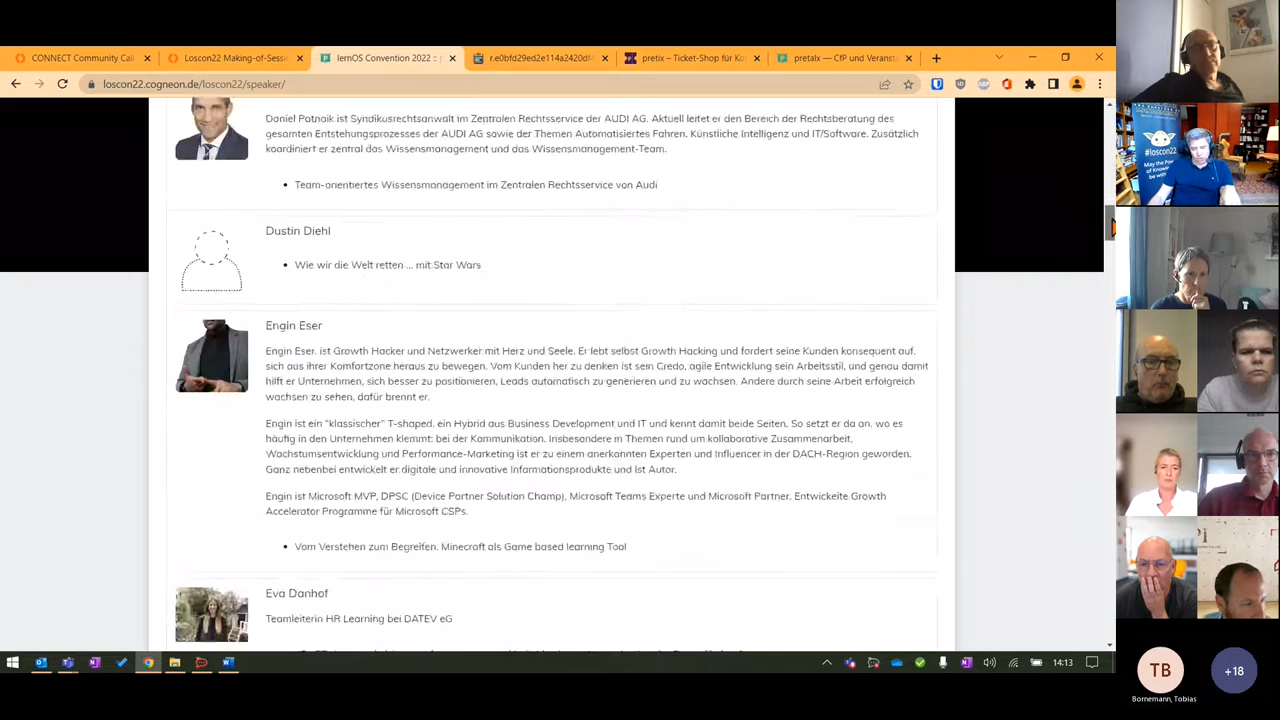 CONNECT Community Call
Loscon22 Making-of-Sessi
lernOS Convention 2022 ::
r.e0bfd29ed2e114a2420df
pretix – Ticket-Shop für Ko
pretalx — CfP und Veranst
loscon22.cogneon.de/loscon22/speaker/
Daniel Patnaik ist Syndikusrechtsanwalt im Zentralen Rechtsservice der AUDI AG. Aktuell leitet er den Bereich der Rechtsberatung des
gesamten Entstehungsprozesses der AUDI AG sowie der Themen Automatisiertes Fahren, Künstliche Intelligenz und IT/Software. Zusätzlich
koordiniert er zentral das Wissensmanagement und das Wissensmanagement-Team.
Team-orientiertes Wissensmanagement im Zentralen Rechtsservice von Audi
Dustin Diehl
Wie wir die Welt retten ... mit Star Wars
Engin Eser
Engin Eser, ist Growth Hacker und Netzwerker mit Herz und Seele. Er lebt selbst Growth Hacking und fordert seine Kunden konsequent auf,
sich aus ihrer Komfortzone heraus zu bewegen. Vom Kunden her zu denken ist sein Credo, agile Entwicklung sein Arbeitsstil, und genau damit
hilft er Unternehmen, sich besser zu positionieren, Leads automatisch zu generieren und zu wachsen. Andere durch seine Arbeit erfolgreich
wachsen zu sehen, dafür brennt er.
Engin ist ein "klassischer" T-shaped, ein Hybrid aus Business Development und IT und kennt damit beide Seiten. So setzt er da an, wo es
häufig in den Unternehmen klemmt: bei der Kommunikation. Insbesondere m Themen rund um kollaborative Zusammenarbeit,
Wachstumsentwicklung und Performance-Marketing ist er zu einem anerkannten Experten und Influencer in der DACH-Region geworden.
Ganz nebenbei entwickelt er digitale und innovative Informationsprodukte und ist Autor.
Engin ist Microsoft MVP, DPSC (Device Partner Solution Champ), Microsoft Teams Experte und Microsoft Partner. Entwickelte Growth
Accelerator Programme für Microsoft CSPs.
Vom Verstehen zum Begreifen. Minecraft als Game based learning Tool
Eva Danhof
Teamleiterin HR Learning bei DATEV eG
14:13
#loscon22
May the Po
of Knowle
be with
TB
+18
Bornemann, Tobias